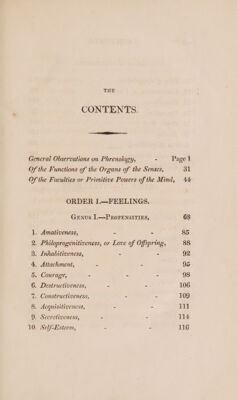 THE
CONTENTS.
General Observations on Phrenology, - Page 1
Of the Functions of the Organs of the Senses, 31
Of the Faculties or Primitive Powers of the Mind, 44
ORDER I.—FEELINGS.
Genus I.—Propensities, 68
1. Amativeness, - - 85
2. Philoprogenitiveness, or Love of Offspring, 88
3. Inhabitiveness, - - 92
4. Attachment, - - 95
5. Courage, - - - 98
6. Destructiveness, - - 106
7. Constructiveness, - - 109
8. Acquisitiveness, - - 111
9. Secretiveness, - - 114
10. Self-Esteem, - - 116